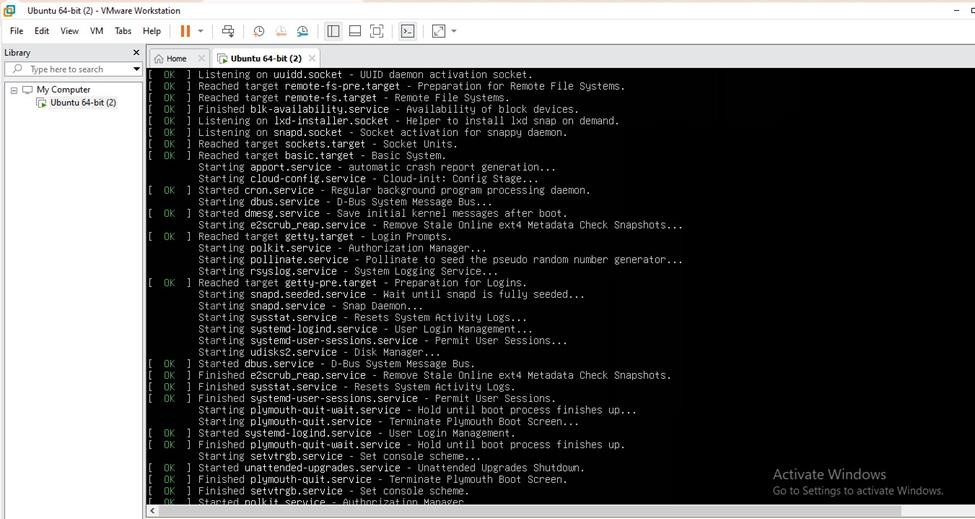 Ubuntu 64-bit (2) - VMware Workstation
File Edit View VM Tabs Help
Library
Type here to search
My Computer
Ubuntu 64-bit (2)
Home
Ubuntu 64-bit (2)
[ OK ] Listening on uuidd.socket - UUID daemon activation socket.
[ OK ] Reached target remote-fs-pre.target - Preparation for Remote File Systems.
[ OK ] Reached target remote-fs.target - Remote File Systems.
[ OK ] Finished blk-availability.service - Availability of block devices.
[ OK ] Listening on lxd-installer.socket - Helper to install lxd snap on demand.
[ OK ] Listening on snapd.socket - Socket activation for snappy daemon.
[ OK ] Reached target sockets.target - Socket Units.
[ OK ] Reached target basic.target - Basic System.
Starting apport.service - automatic crash report generation...
Starting cloud-config.service - Cloud-init: Config Stage...
[ OK ] Started cron.service - Regular background program processing daemon.
Starting dbus.service - D-Bus System Message Bus...
[ OK ] Started dmesg.service - Save initial kernel messages after boot.
Starting e2scrub_reap.service - Remove Stale Online ext4 Metadata Check Snapshots...
[ OK ] Reached target getty.target - Login Prompts.
Starting polkit.service - Authorization Manager...
Starting pollinate.service - Pollinate to seed the pseudo random number generator...
Starting rsyslog.service - System Logging Service...
[ OK ] Reached target getty-pre.target - Preparation for Logins.
Starting snapd.seeded.service - Wait until snapd is fully seeded...
Starting snapd.service - Snap Daemon...
Starting sysstat.service - Resets System Activity Logs...
Starting systemd-logind.service - User Login Management...
Starting systemd-user-sessions.service - Permit User Sessions...
Starting udisks2.service - Disk Manager...
[ OK ] Started dbus.service - D-Bus System Message Bus.
[ OK ] Finished e2scrub_reap.service - Remove Stale Online ext4 Metadata Check Snapshots.
[ OK ] Finished sysstat.service - Resets System Activity Logs.
[ OK ] Finished systemd-user-sessions.service - Permit User Sessions.
Starting plymouth-quit-wait.service - Hold until boot process finishes up...
Starting plymouth-quit.service - Terminate Plymouth Boot Screen...
[ OK ] Started systemd-logind.service - User Login Management.
[ OK ] Finished plymouth-quit-wait.service - Hold until boot process finishes up.
Starting setvtrgb.service - Set console scheme...
[ OK ] Started unattended-upgrades.service - Unattended Upgrades Shutdown.
[ OK ] Finished plymouth-quit.service - Terminate Plymouth Boot Screen.
[ OK ] Finished setvtrgb.service - Set console scheme.
[ OK ] Started polkit.service - Authorization Manager
Activate Windows
Go to Settings to activate Windows.